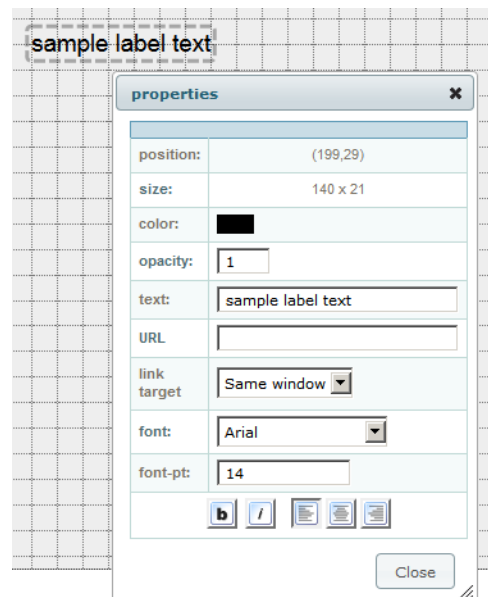 sample label text
properties
position: (199,29)
size: 140 x 21
color:
opacity: 1
text: sample label text
URL
link
target
Same window
font: Arial
font-pt: 14
b i
Close